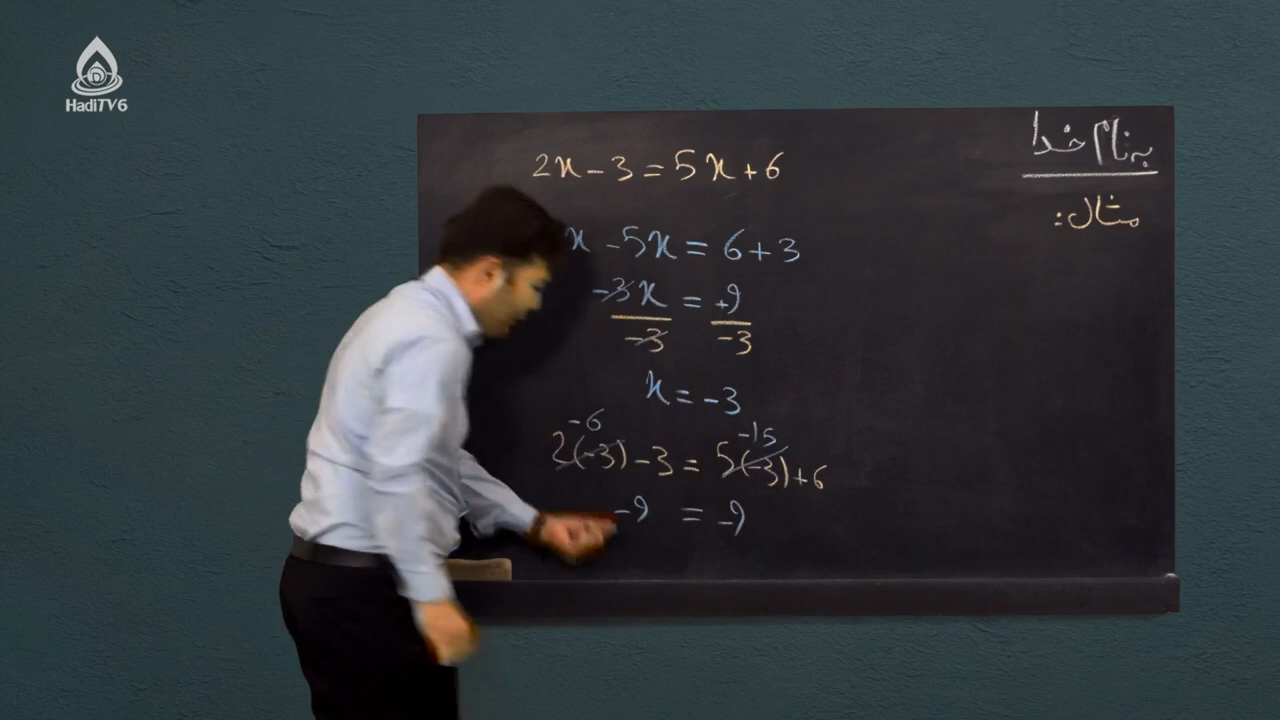 HadiTV6
به نام خدا
مثال:
2x-3=5x+6
x-5x=6+3
-3x = +9
-3 -3
x=-3
-6 -15
2(-3)-3=5(-3)+6
-9 = -9